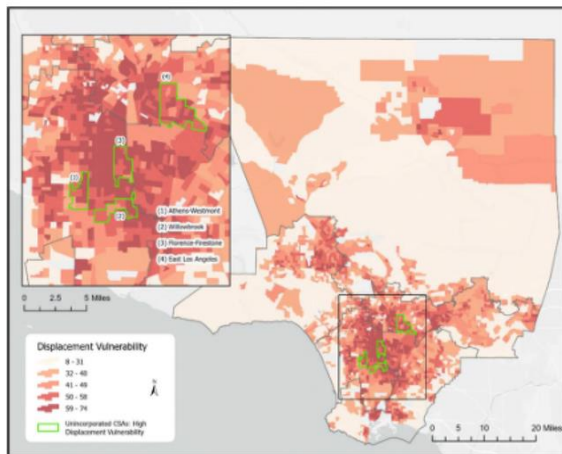 (4)
(3)
(1)
(2)
(1) Athens-Westmont
(2) Willowbrook
(3) Florence-Firestone
(4) East Los Angeles
0 2.5 5 Miles
Displacement Vulnerability
8 - 31
32 - 40
41 - 49
50 - 58
59 - 74
Unincorporated CSAs: High
Displacement Vulnerability
N
0 5 10 20 Miles